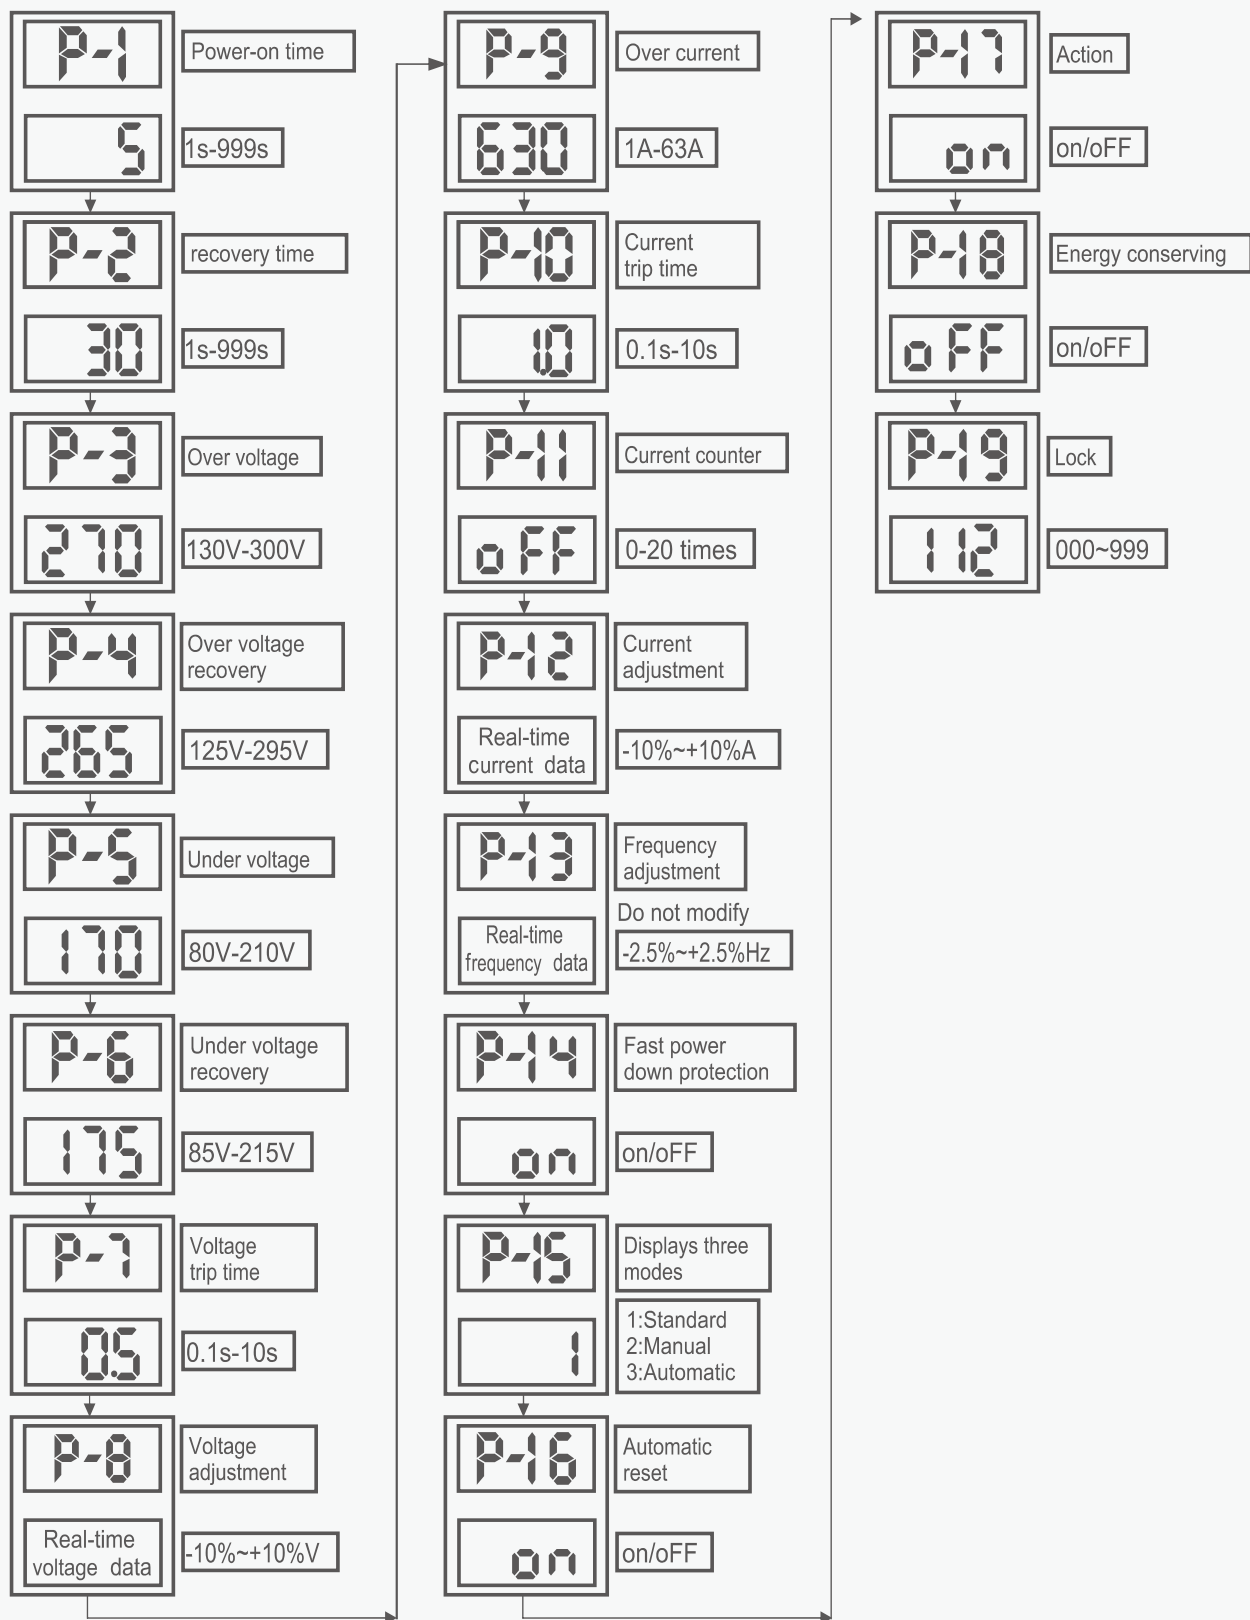 P-1
Power-on time
5
1s-999s
P-2
recovery time
30
1s-999s
P-3
Over voltage
270
130V-300V
P-4
Over voltage
recovery
265
125V-295V
P-5
Under voltage
170
80V-210V
P-6
Under voltage
recovery
175
85V-215V
P-7
Voltage
trip time
0.5
0.1s-10s
P-8
Voltage
adjustment
Real-time
voltage data
-10%~+10%V
P-9
Over current
630
1A-63A
P-10
Current
trip time
1.0
0.1s-10s
P-11
Current counter
oFF
0-20 times
P-12
Current
adjustment
Real-time
current data
-10%~+10%A
P-13
Frequency
adjustment
Do not modify
Real-time
frequency data
-2.5%~+2.5%Hz
P-14
Fast power
down protection
on
on/oFF
P-15
Displays three
modes
1
1:Standard
2:Manual
3:Automatic
P-16
Automatic
reset
on
on/oFF
P-17
Action
on
on/oFF
P-18
Energy conserving
oFF
on/oFF
P-19
Lock
112
000~999